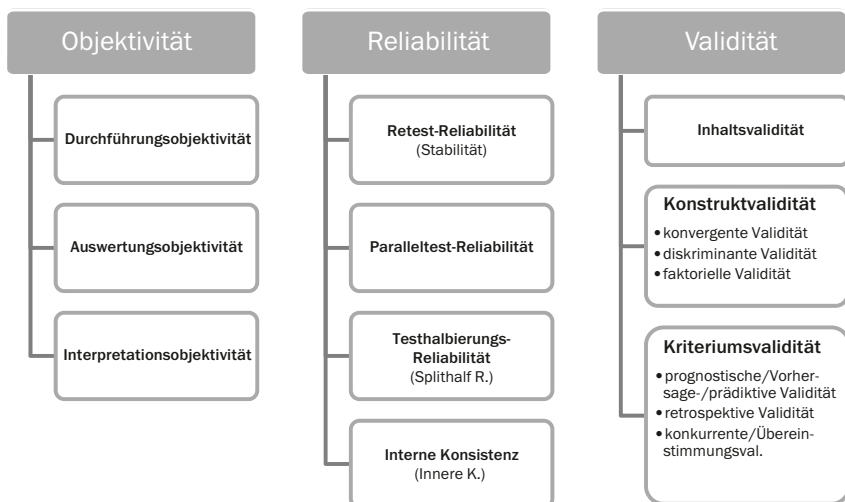 Objektivität
Durchführungsobjektivität
Auswertungsobjektivität
Interpretationsobjektivität
Reliabilität
Retest-Reliabilität
(Stabilität)
Paralleltest-Reliabilität
Testhalbierungs-
Reliabilität
(Splithalf R.)
Interne Konsistenz
(Innere K.)
Validität
Inhaltsvalidität
Konstruktvalidität
• konvergente Validität
• diskriminante Validität
• faktorielle Validität
Kriteriumsvalidität
• prognostische/Vorher-
sage-/prädiktive Validität
• retrospektive Validität
• konkurrente/Überein-
stimmungsval.